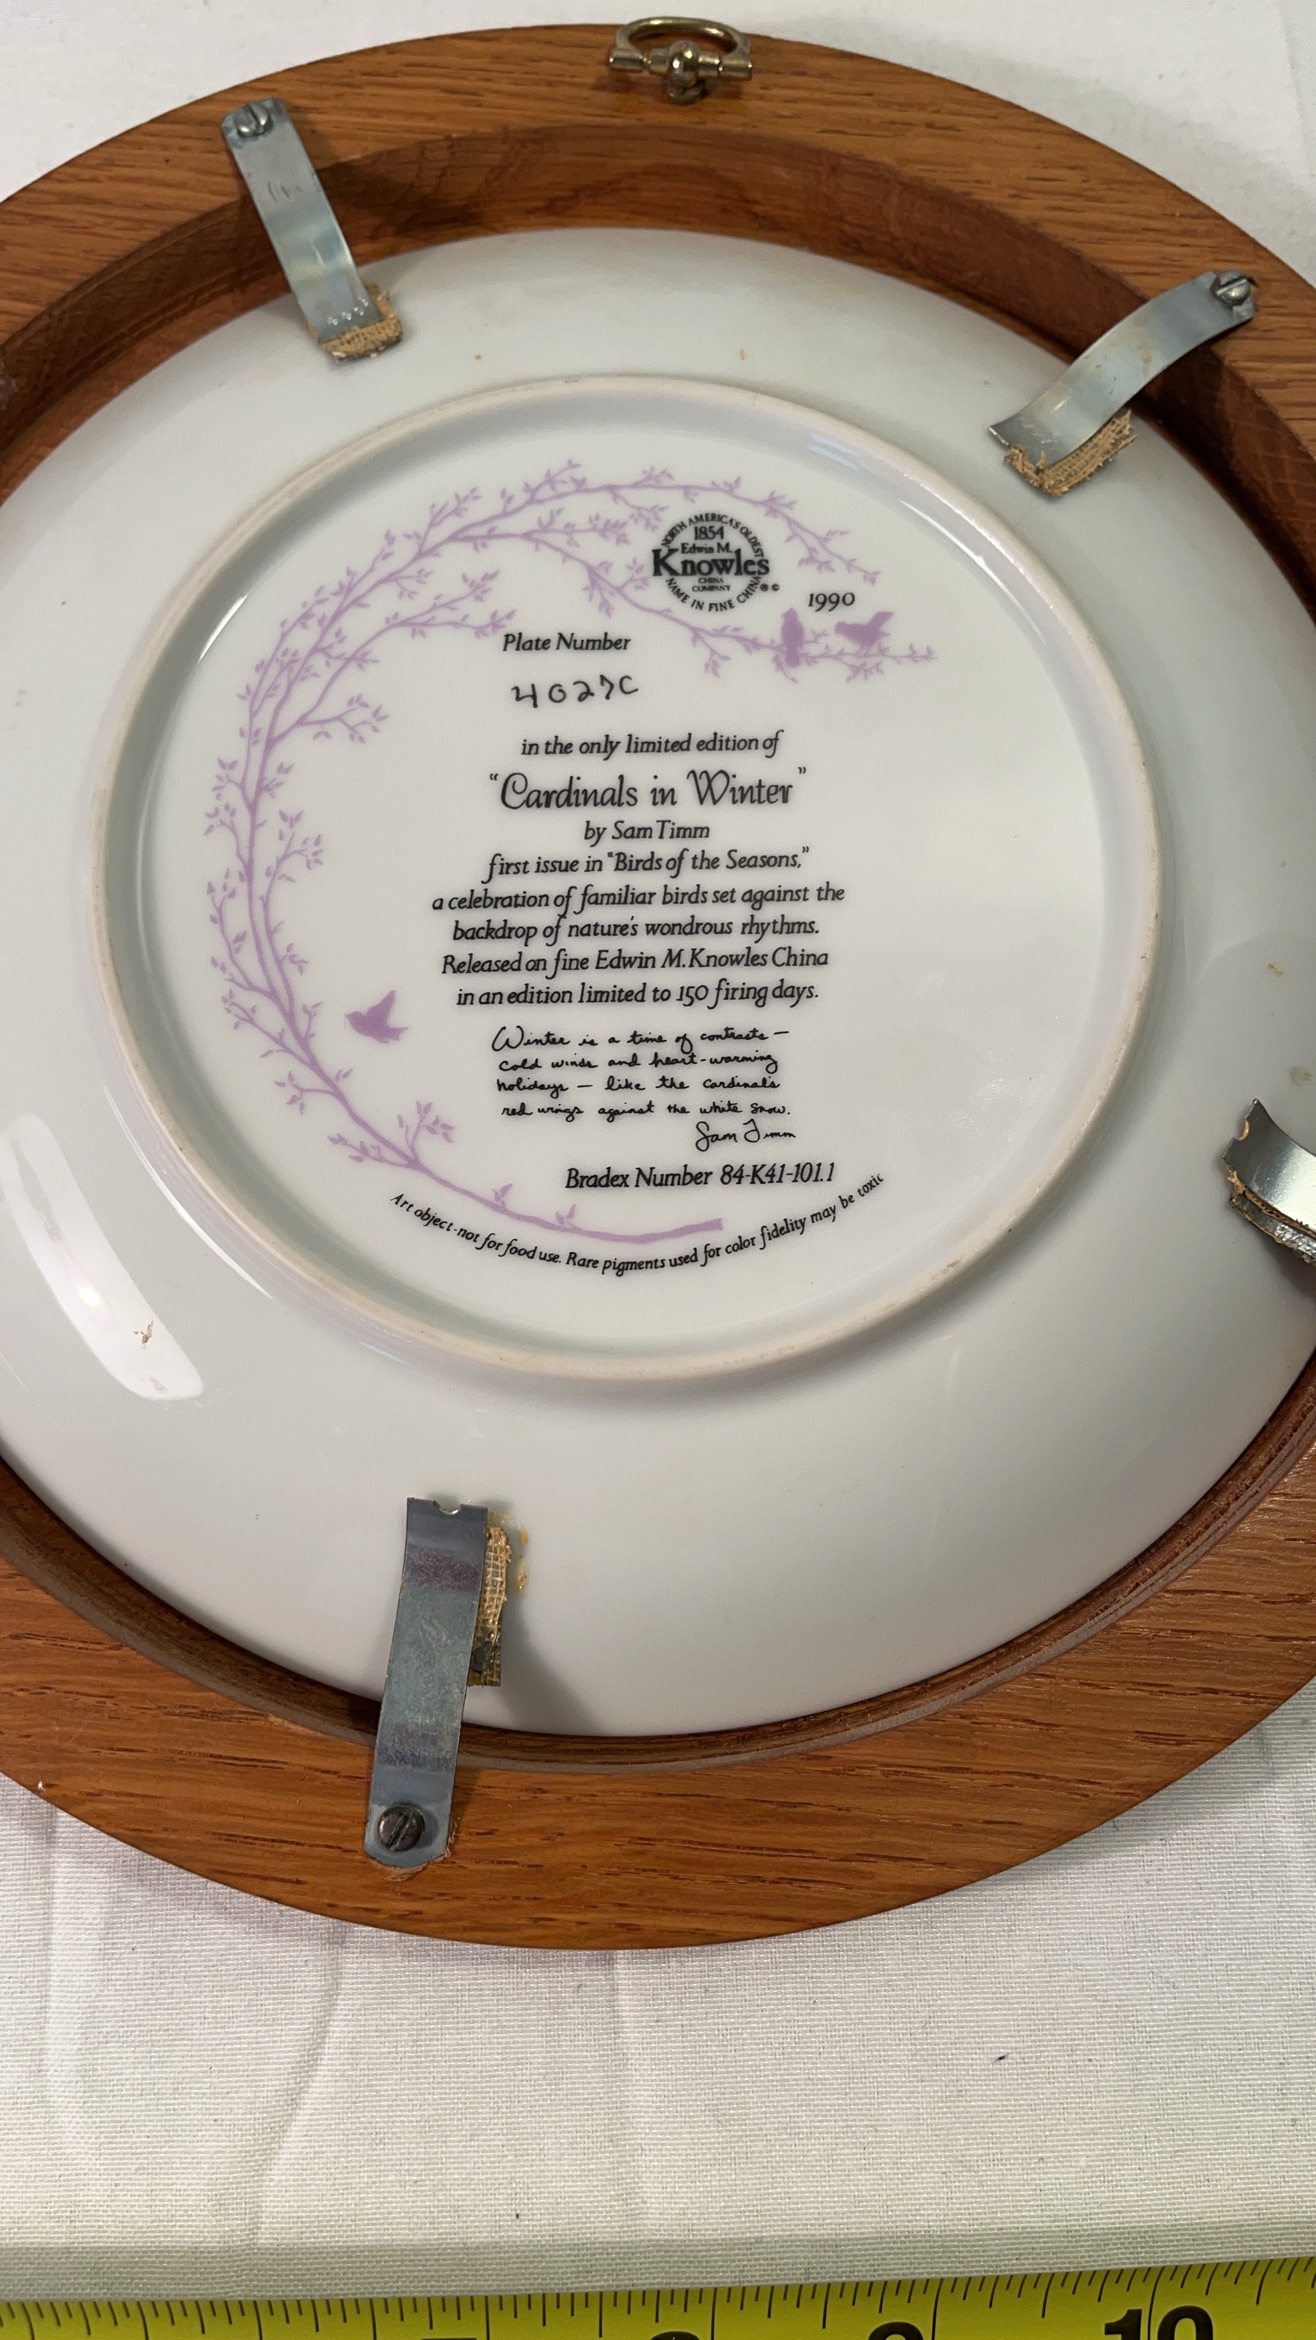 NORTH AMERICA'S OLDEST
1854
Edwin M.
Knowles
CHINA
COMPANY
® ©
NAME IN FINE CHINA
1990
Plate Number
4027C
in the only limited edition of
"Cardinals in Winter"
by Sam Timm
first issue in "Birds of the Seasons,"
a celebration of familiar birds set against the
backdrop of nature's wondrous rhythms.
Released on fine Edwin M. Knowles China
in an edition limited to 150 firing days.
Winter is a time of contrasts —
cold winds and heart-warming
holidays — like the cardinal's
red wings against the white snow.
Sam Timm
Bradex Number 84-K41-101.1
Art object-not for food use. Rare pigments used for color fidelity may be toxic
10